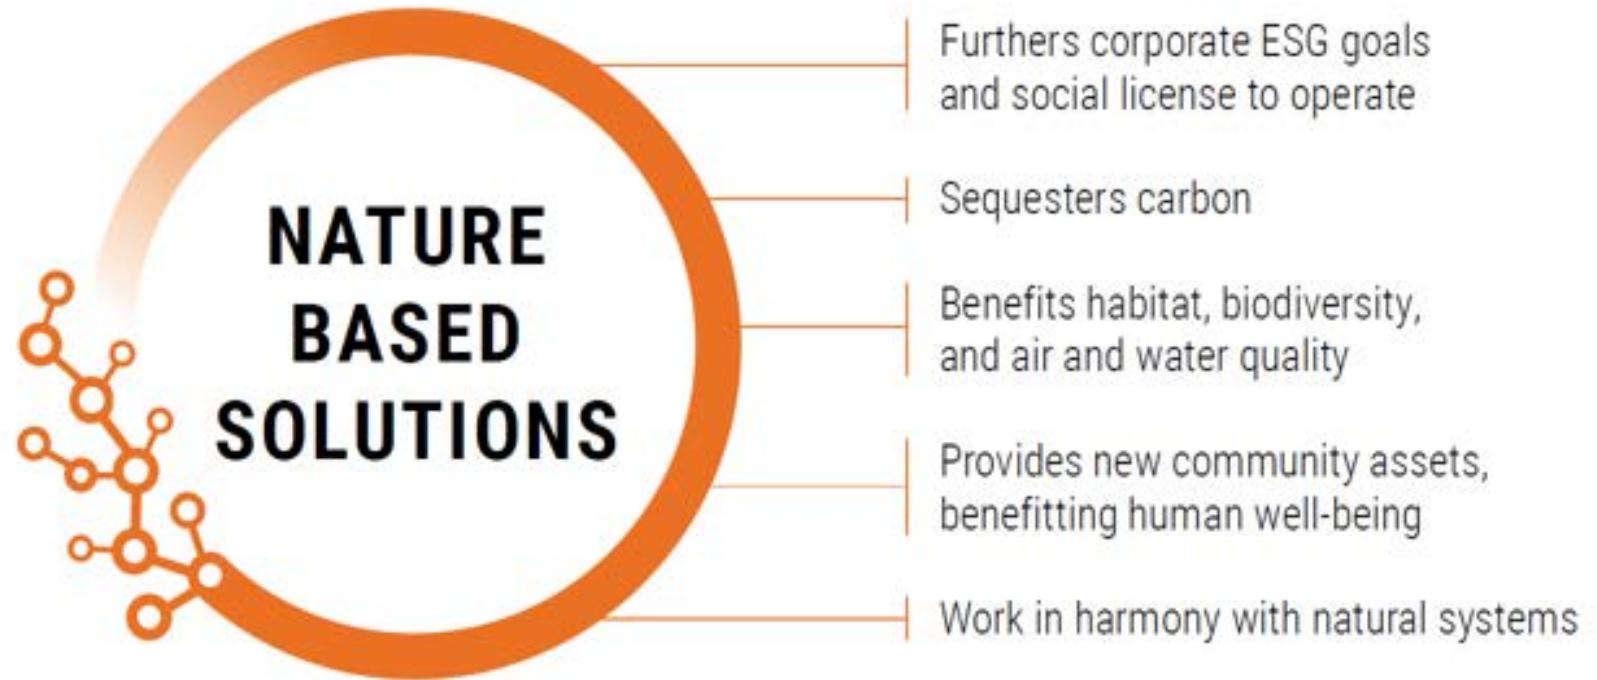 NATURE
BASED
SOLUTIONS
Furthers corporate ESG goals
and social license to operate
Sequesters carbon
Benefits habitat, biodiversity,
and air and water quality
Provides new community assets,
benefitting human well-being
Work in harmony with natural systems